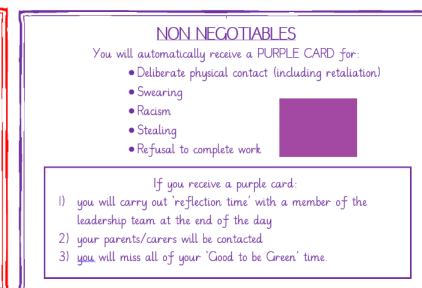 NON NEGOTIABLES
You will automatically receive a PURPLE CARD for:
• Deliberate physical contact (including retaliation)
• Swearing
• Racism
• Stealing
• Refusal to complete work
If you receive a purple card:
1) you will carry out 'reflection time' with a member of the
leadership team at the end of the day
2) your parents/carers will be contacted
3) you will miss all of your 'Good to be Green' time.